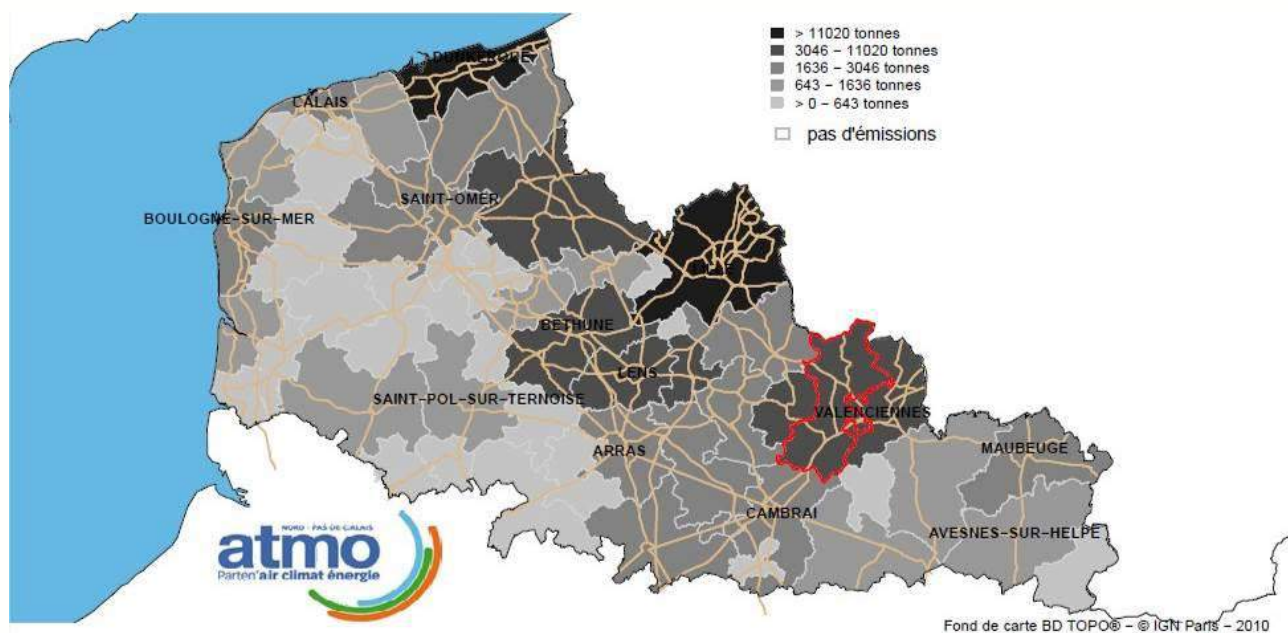 > 11020 tonnes
3046 – 11020 tonnes
1636 – 3046 tonnes
643 – 1636 tonnes
> 0 – 643 tonnes
pas d'émissions
DUNKERQUE
CALAIS
SAINT-OMER
BOULOGNE-SUR-MER
LILLE
BETHUNE
LENS
SAINT-POL-SUR-TERNOISE
VALENCIENNES
ARRAS
MAUBEUGE
CAMBRAI
AVESNES-SUR-HELPE
NORD - PAS-DE-CALAIS
atmo
Parten'air climat énergie
Fond de carte BD TOPO® – © IGN Paris – 2010